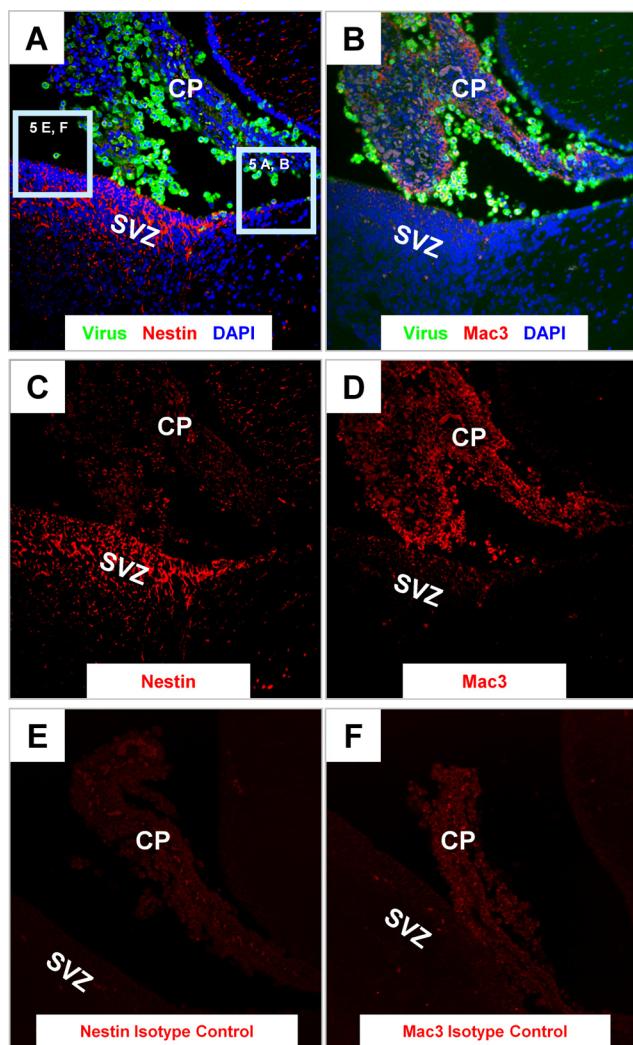 A
CP
5 E, F
5 A, B
SVZ
Virus Nestin DAPI
B
CP
SVZ
Virus Mac3 DAPI
C
CP
SVZ
Nestin
D
CP
SVZ
Mac3
E
CP
SVZ
Nestin Isotype Control
F
CP
SVZ
Mac3 Isotype Control